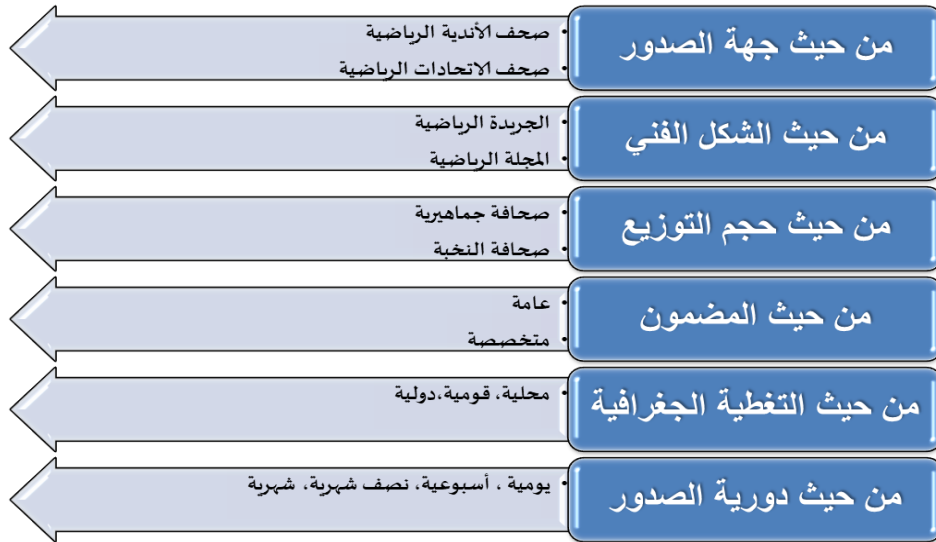 من حيث جهة الصدور
• صحف الأندية الرياضية
• صحف الاتحادات الرياضية
من حيث الشكل الفني
• الجريدة الرياضية
• المجلة الرياضية
من حيث حجم التوزيع
• صحافة جماهيرية
• صحافة النخبة
من حيث المضمون
• عامة
• متخصصة
من حيث التغطية الجغرافية
• محلية، قومية،دولية
من حيث دورية الصدور
• يومية ، أسبوعية، نصف شهرية، شهرية